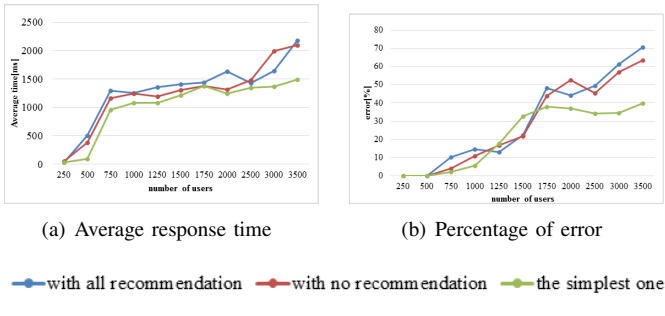 2500
2000
1500
1000
500
0
Average time[ms]
250 500 750 1000 1250 1500 1750 2000 2500 3000 3500
number of users
80
70
60
50
40
30
20
10
0
error[%]
250 500 750 1000 1250 1500 1750 2000 2500 3000 3500
number of users
(a) Average response time
(b) Percentage of error
with all recommendation with no recommendation the simplest one